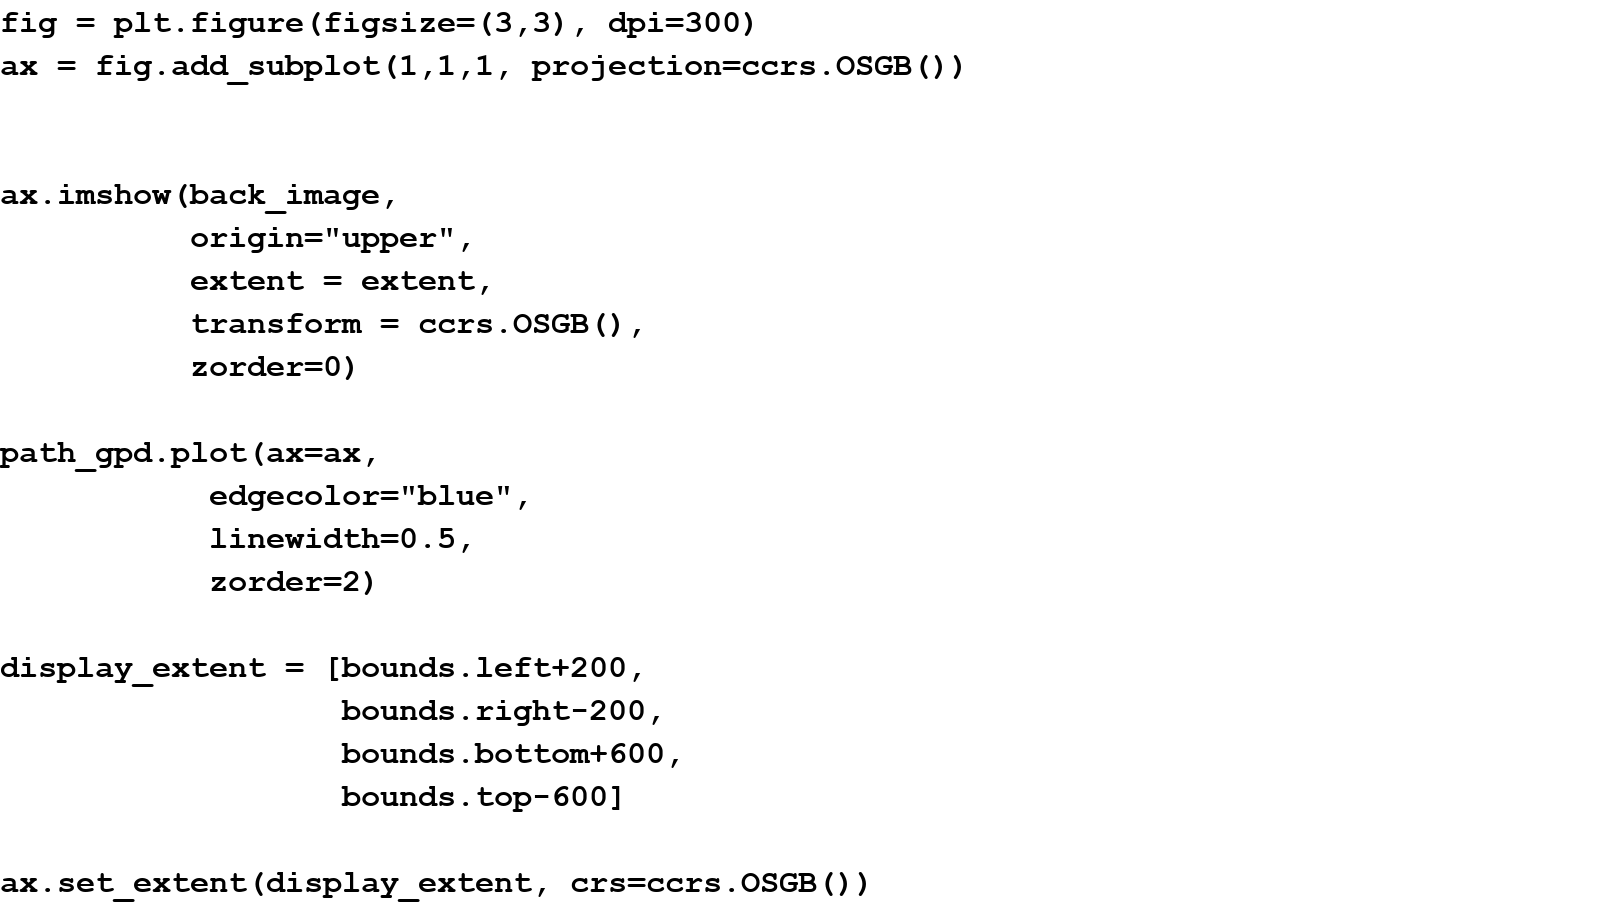 fig = plt.figure(figsize=(3,3), dpi=300)
ax = fig.add_subplot(1,1,1, projection=ccrs.OSGB())
ax.imshow(back_image,
          origin="upper",
          extent = extent,
          transform = ccrs.OSGB(),
          zorder=0)
path_gpd.plot(ax=ax,
           edgecolor="blue",
           linewidth=0.5,
           zorder=2)
display_extent = [bounds.left+200,
                  bounds.right-200,
                  bounds.bottom+600,
                  bounds.top-600]
ax.set_extent(display_extent, crs=ccrs.OSGB())